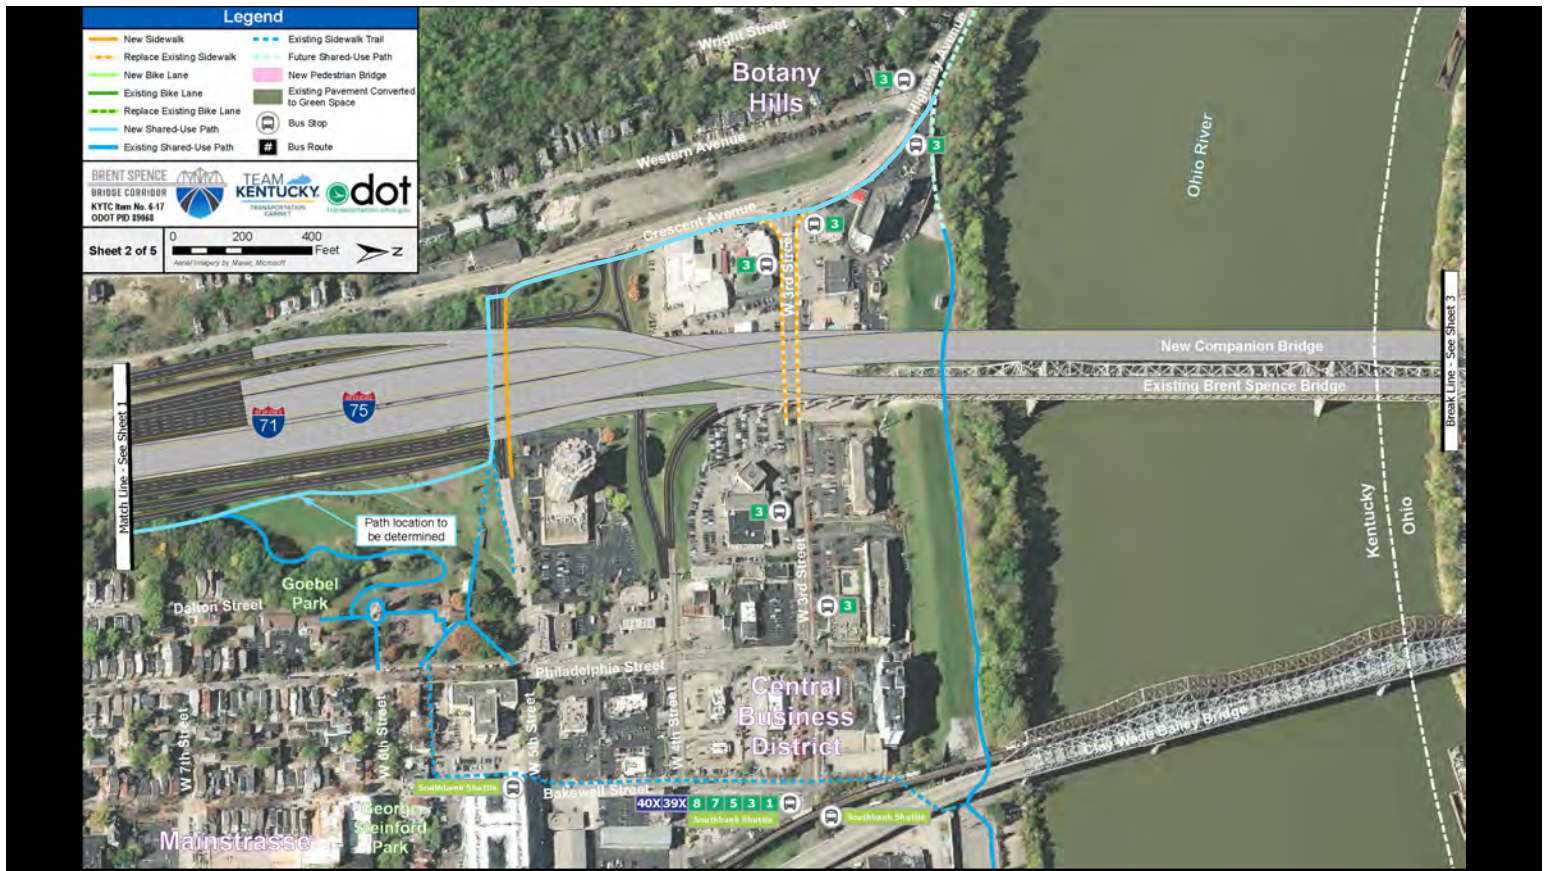 Legend
New Sidewalk
Replace Existing Sidewalk
New Bike Lane
Existing Bike Lane
Replace Existing Bike Lane
New Shared-Use Path
Existing Shared-Use Path
Existing Sidewalk Trail
Future Shared-Use Path
New Pedestrian Bridge
Existing Pavement Converted
to Green Space
Bus Stop
# Bus Route
BRENT SPENCE
BRIDGE CORRIDOR
KYTC Item No. 6-17
ODOT PID 89068
TEAM
KENTUCKY
TRANSPORTATION
CABINET
odot
transportation.ohio.gov
Sheet 2 of 5
0 200 400
Feet
N
Aerial Imagery by Maxar, Microsoft
Wright Street
Botany
Hills
3
Highway Avenue
Western Avenue
3
Ohio River
Crescent Avenue
3
3
W 3rd Street
New Companion Bridge
Existing Brent Spence Bridge
Break Line - See Sheet 3
Match Line - See Sheet 1
71
75
Path location to
be determined
3
Kentucky
Ohio
Goebel
Park
Dalton Street
W 3rd Street
3
Philadelphia Street
Central
Business
District
W 7th Street
W 6th Street
W 5th Street
W 4th Street
Clay Wade Bailey Bridge
Southbank Shuttle
Bakewell Street
40X 39X 8 7 5 3 1
Southbank Shuttle
Southbank Shuttle
George
Steinford
Park
Mainstrasse